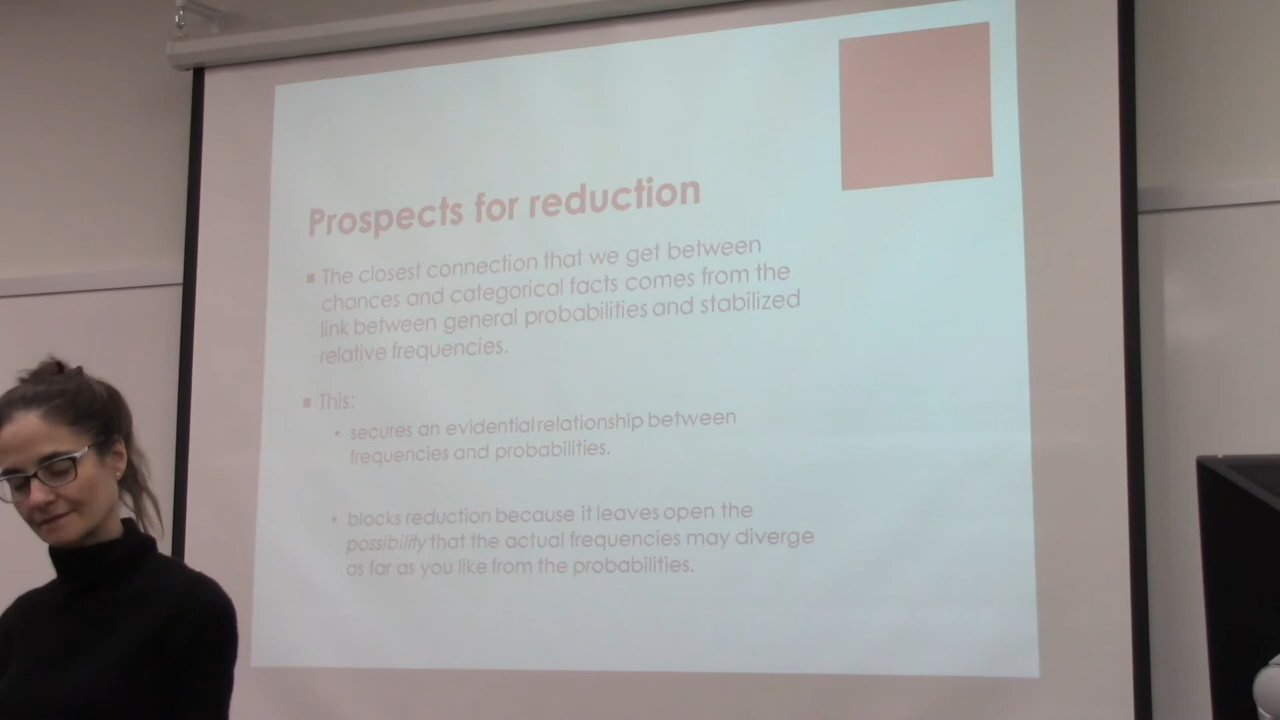 Prospects for reduction
▪ The closest connection that we get between
chances and categorical facts comes from the
link between general probabilities and stabilized
relative frequencies.
▪ This:
• secures an evidential relationship between
frequencies and probabilities.
• blocks reduction because it leaves open the
possibility that the actual frequencies may diverge
as far as you like from the probabilities.